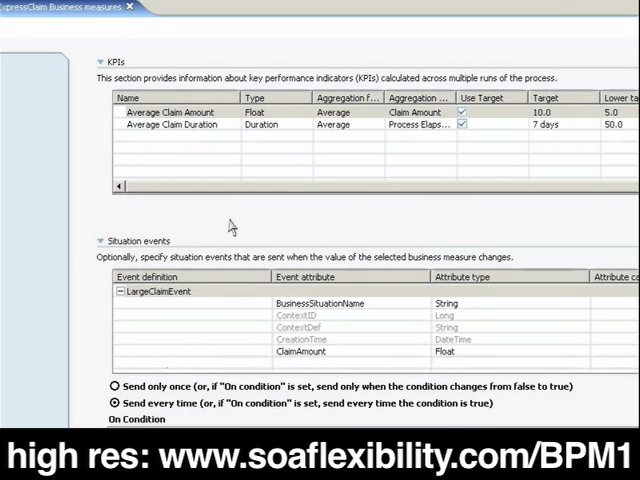 xpressClaim Business measures
KPIs
This section provides information about key performance indicators (KPIs) calculated across multiple runs of the process.
Name Type Aggregation f... Aggregation ... Use Target Target Lower ta
Average Claim Amount Float Average Claim Amount 10.0 5.0
Average Claim Duration Duration Average Process Elaps... 7 days 50.0
Situation events
Optionally, specify situation events that are sent when the value of the selected business measure changes.
Event definition Event attribute Attribute type Attribute ca
LargeClaimEvent
BusinessSituationName String
ContextID Long
ContextDef String
CreationTime DateTime
ClaimAmount Float
Send only once (or, if "On condition" is set, send only when the condition changes from false to true)
Send every time (or, if "On condition" is set, send every time the condition is true)
On Condition
high res: www.soaflexibility.com/BPM1